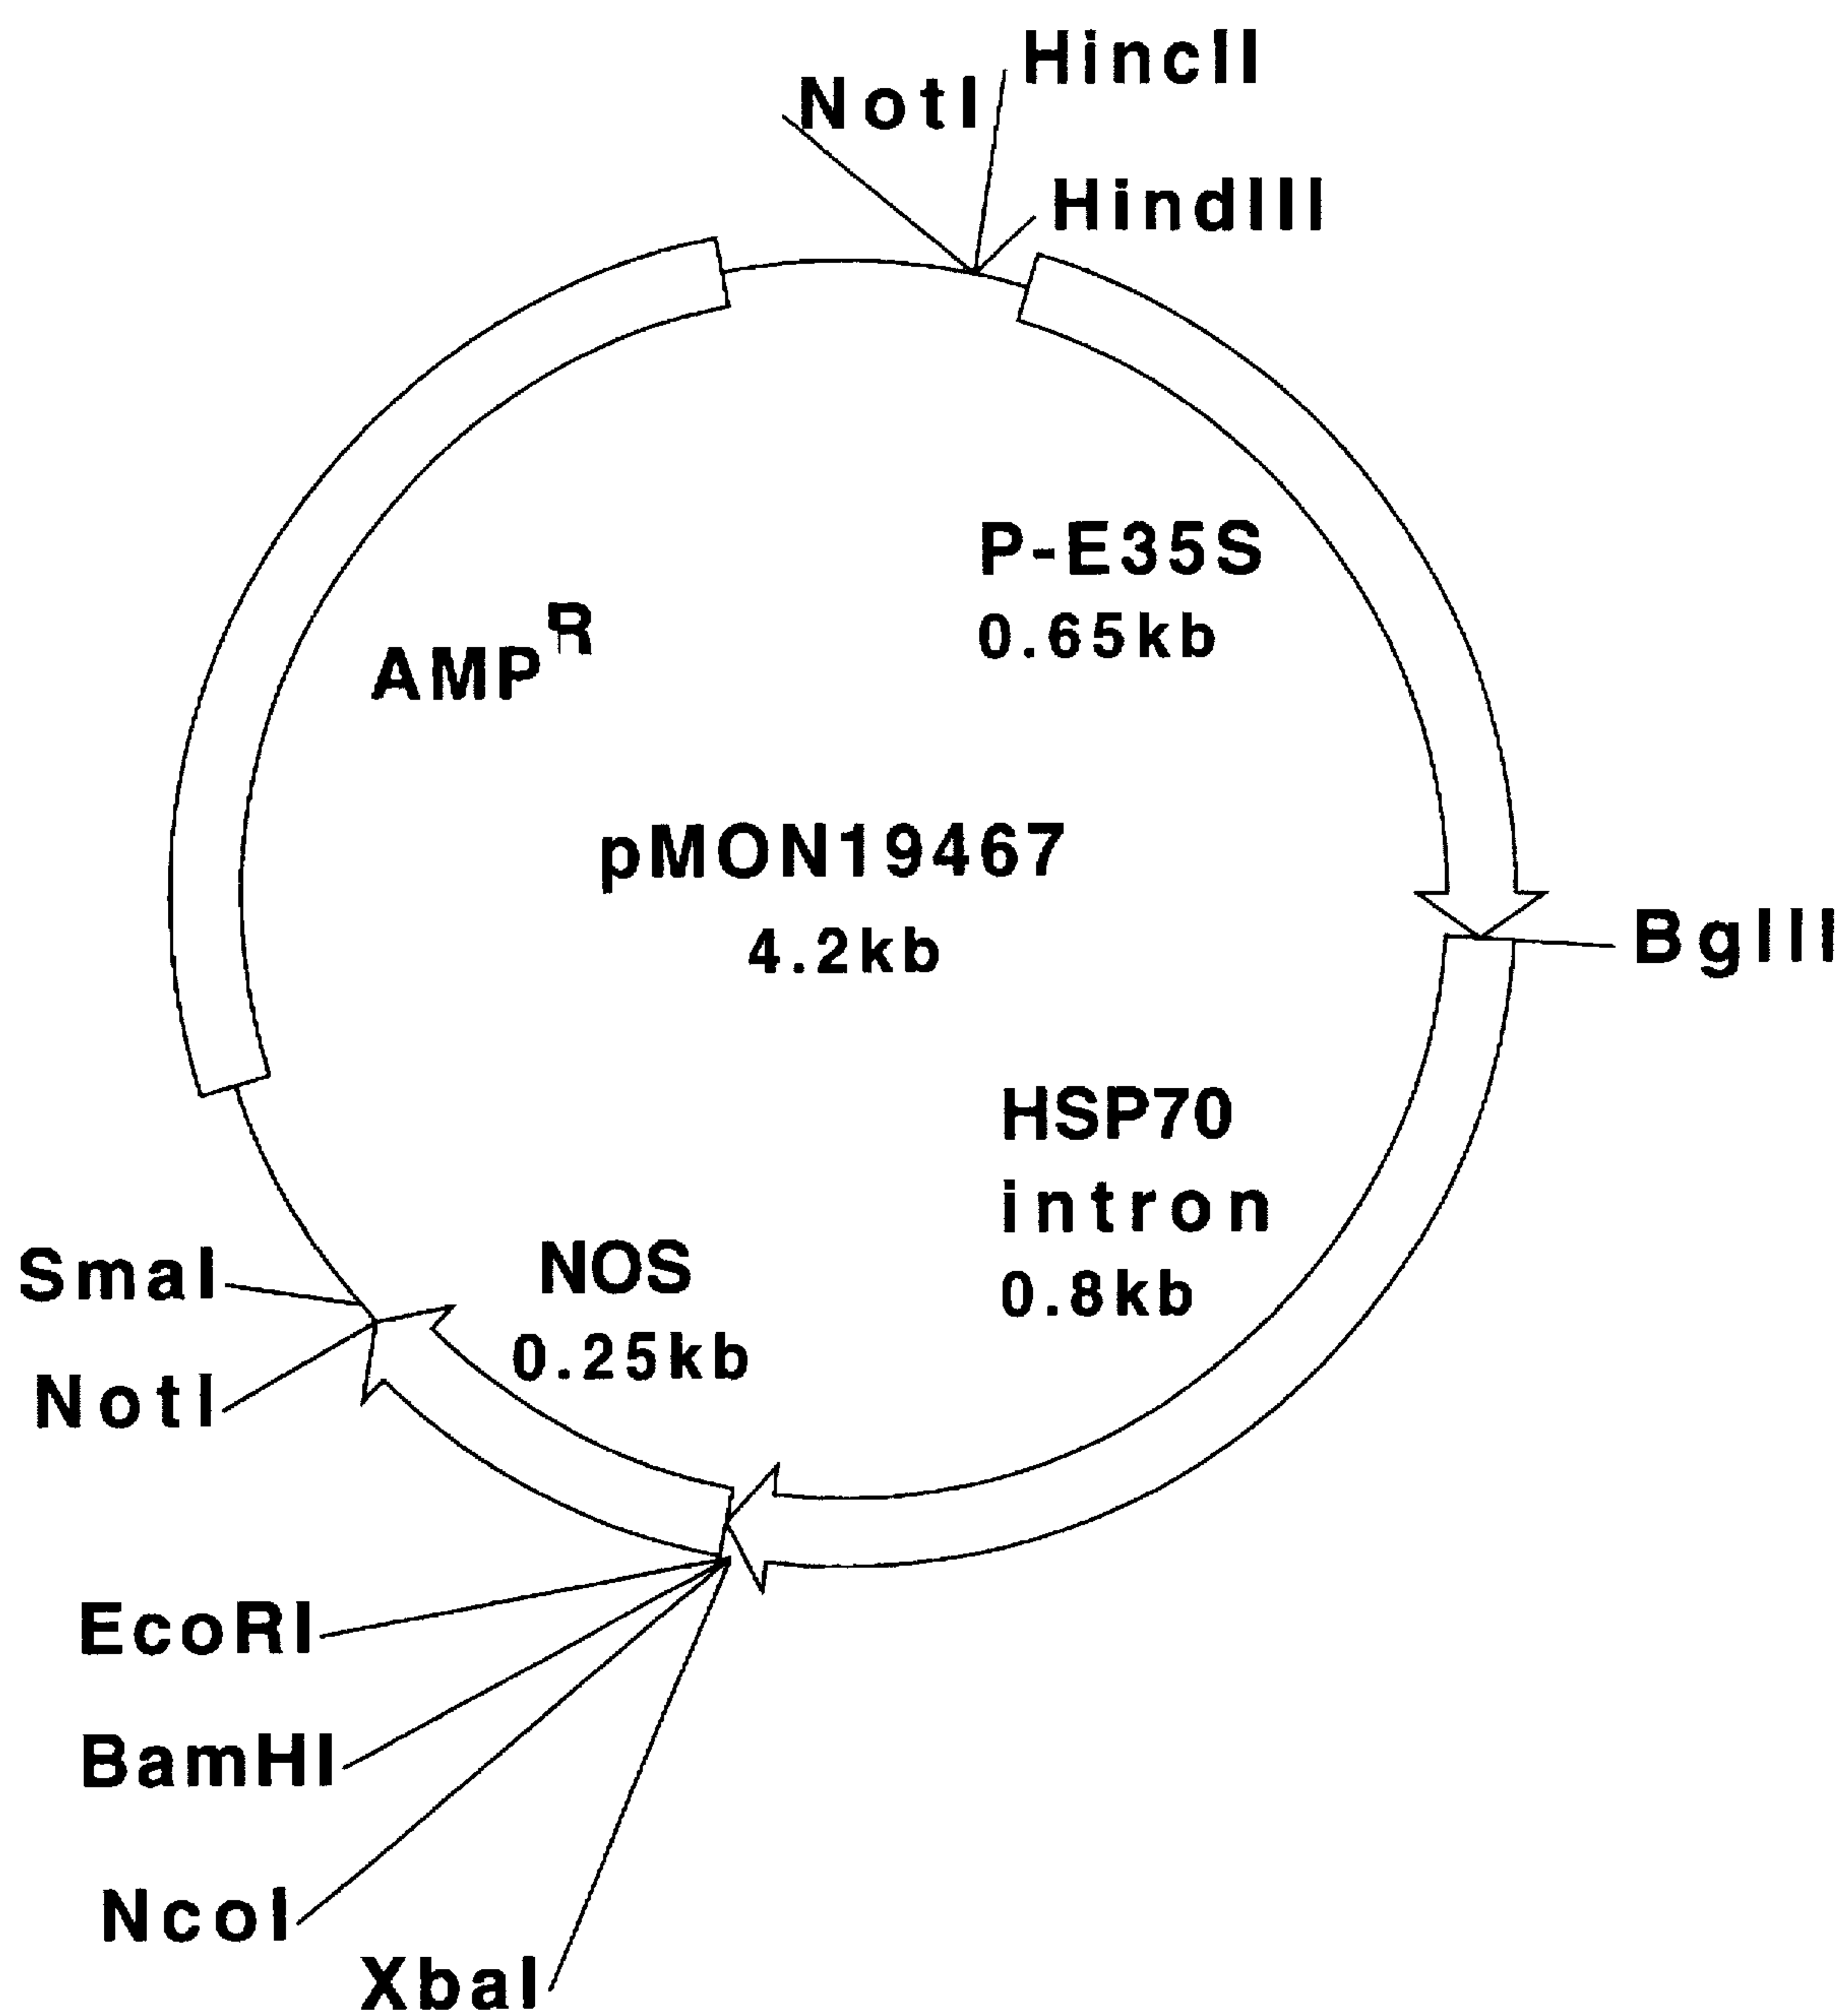 HincII
NotI
HindIII
P-E35S
0.65kb
AMP R
pMON19467
4.2kb
BglII
HSP70
intron
0.8kb
SmaI
NOS
0.25kb
NotI
EcoRI
BamHI
NcoI
XbaI